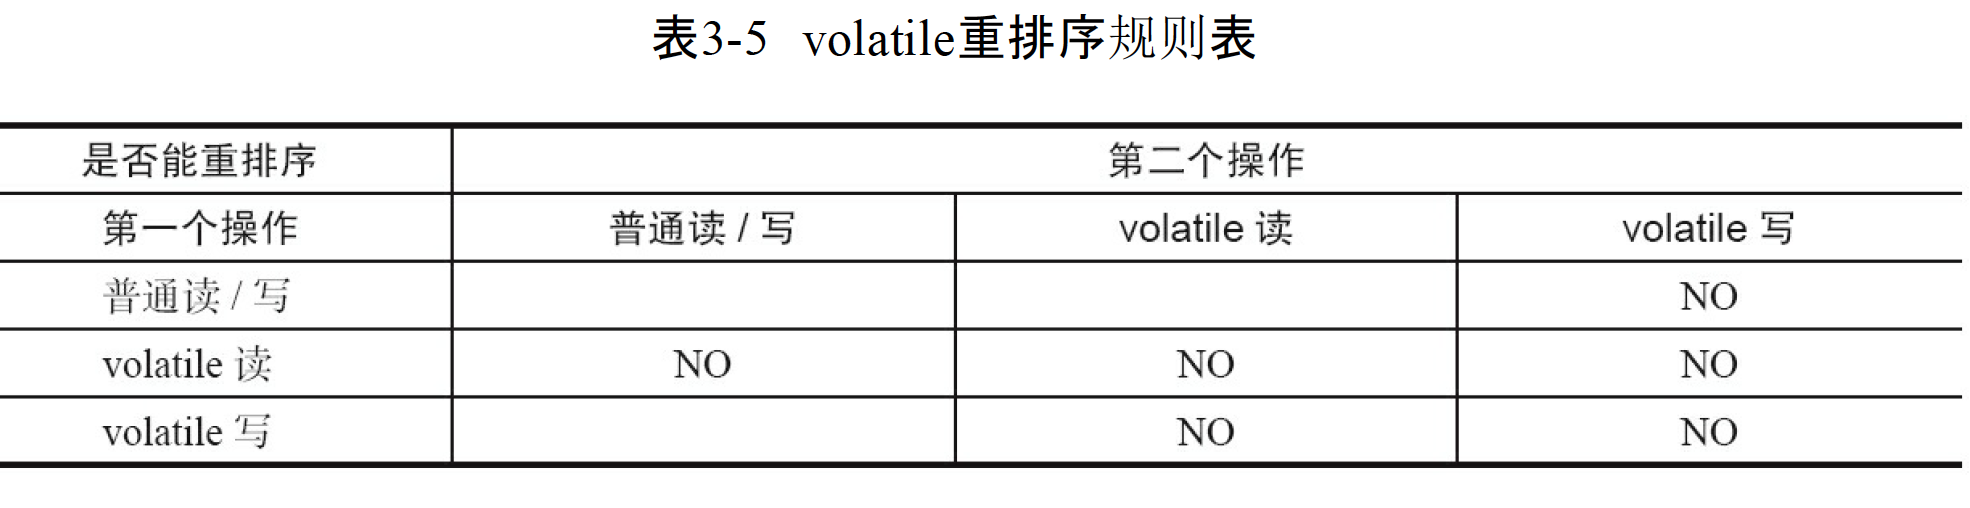 表3-5 volatile重排序规则表
是否能重排序 第二个操作
第一个操作 普通读 / 写 volatile 读 volatile 写
普通读 / 写 NO
volatile 读 NO NO NO
volatile 写 NO NO